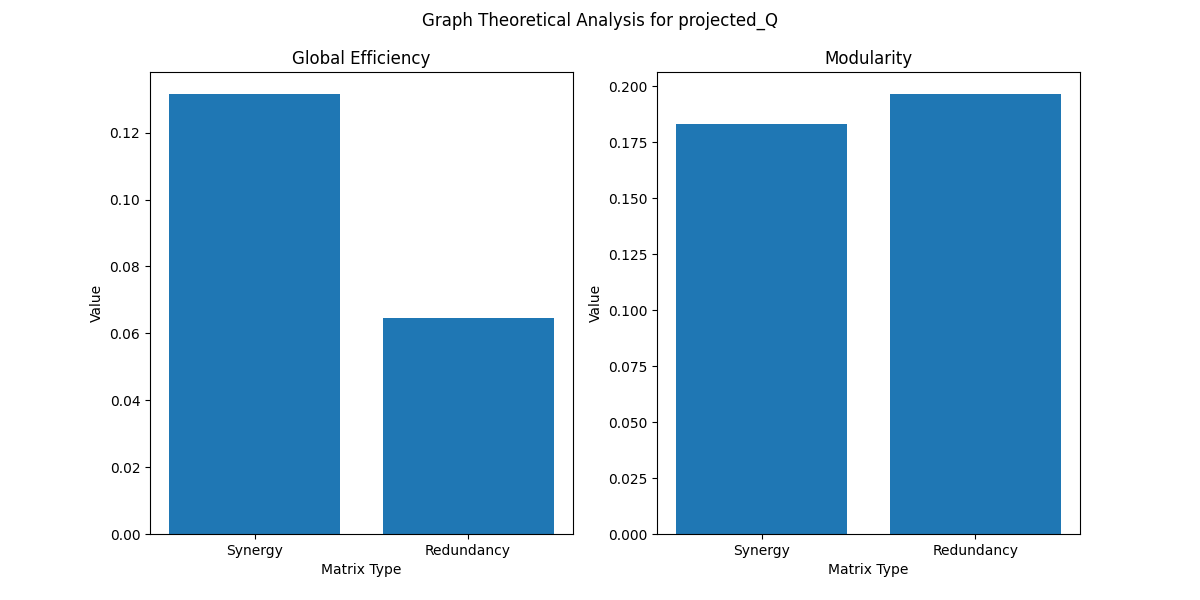 Graph Theoretical Analysis for projected_Q
Global Efficiency
0.12
0.10
0.08
0.06
0.04
0.02
0.00
Value
Synergy
Redundancy
Matrix Type
Modularity
0.200
0.175
0.150
0.125
0.100
0.075
0.050
0.025
0.000
Value
Synergy
Redundancy
Matrix Type